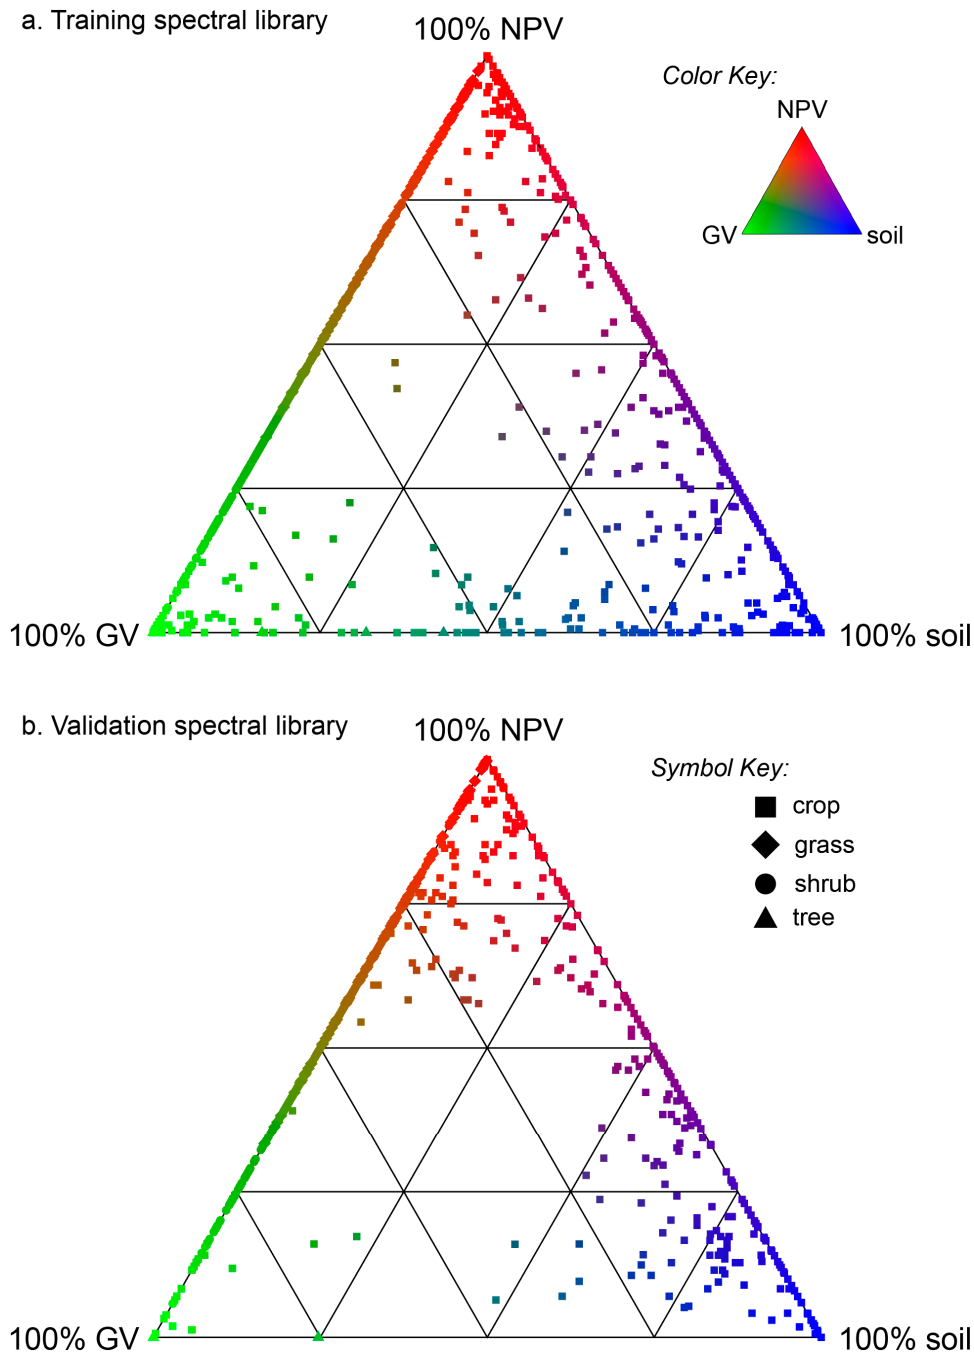 a. Training spectral library
100% NPV
Color Key:
NPV
GV
soil
100% GV
100% soil
b. Validation spectral library
100% NPV
Symbol Key:
crop
grass
shrub
tree
100% GV
100% soil